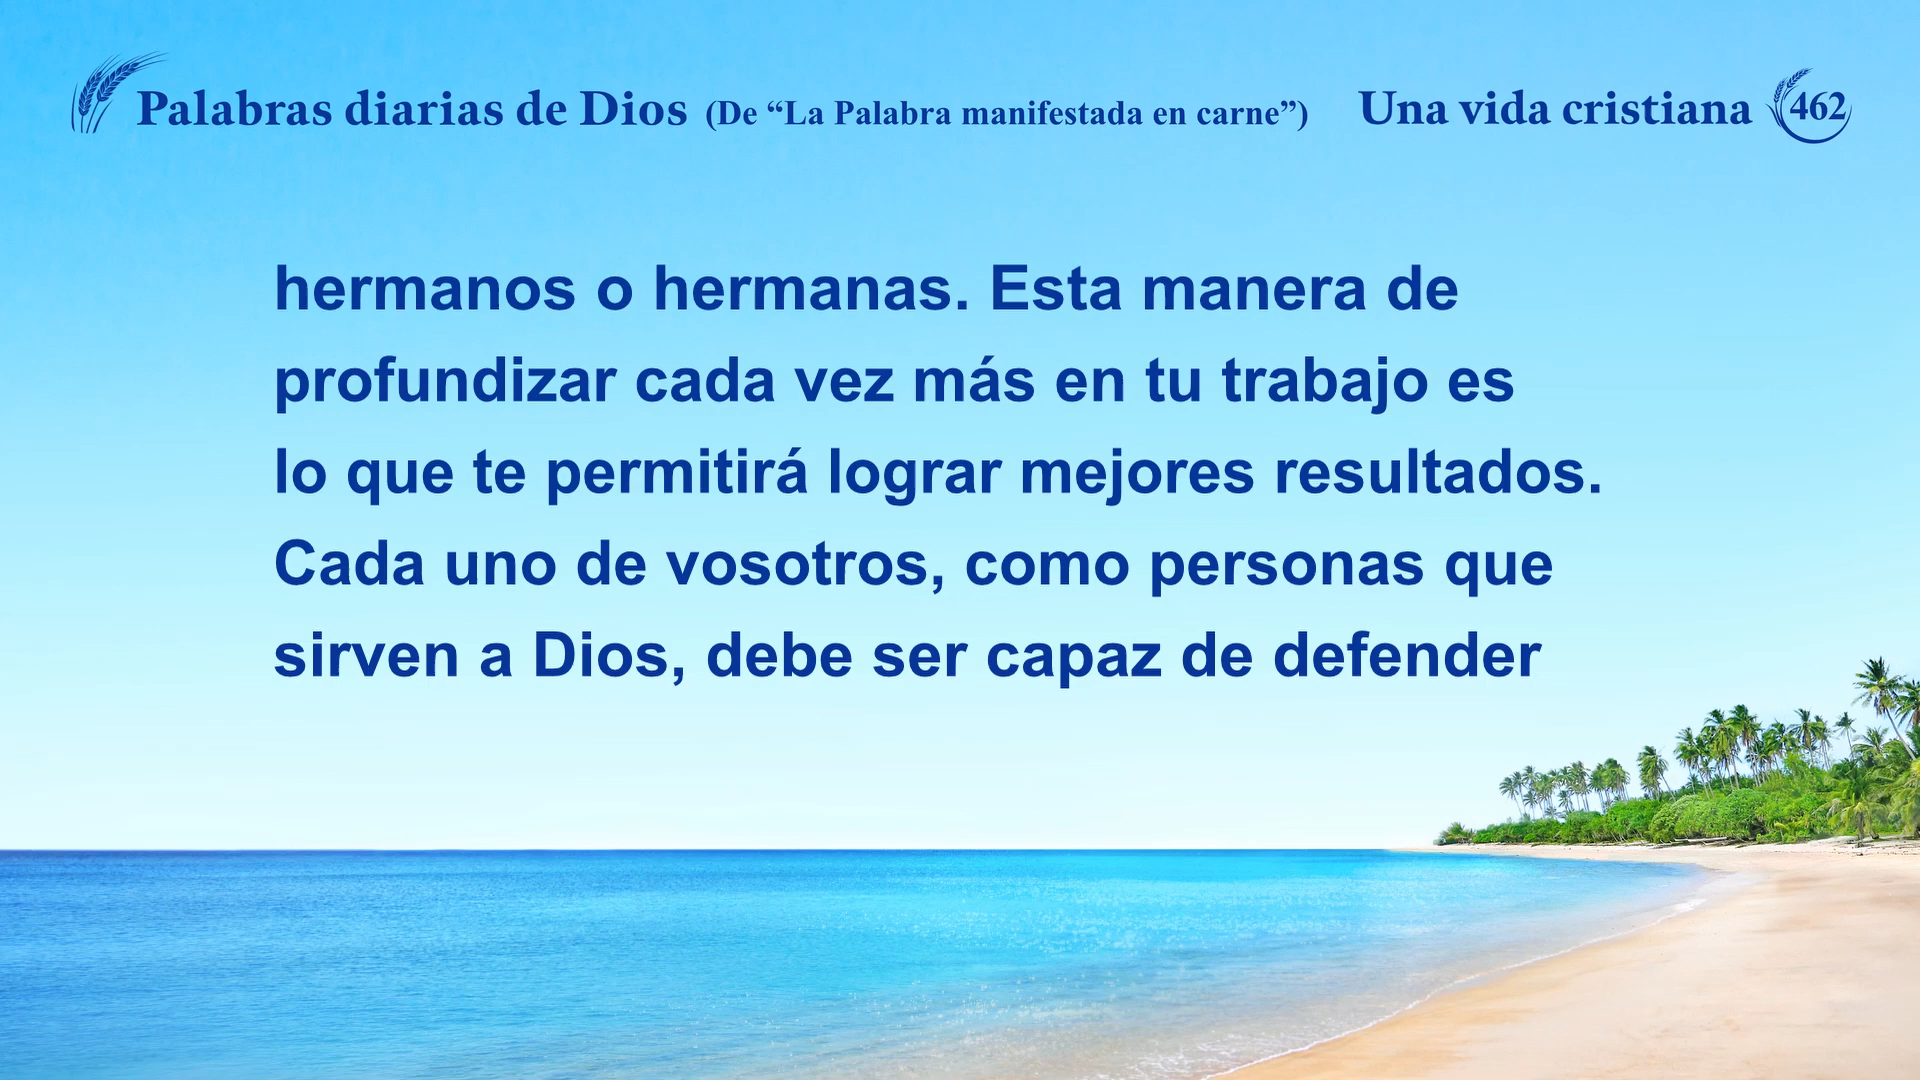 Palabras diarias de Dios (De “La Palabra manifestada en carne”) Una vida cristiana 462
hermanos o hermanas. Esta manera de
profundizar cada vez más en tu trabajo es
lo que te permitirá lograr mejores resultados.
Cada uno de vosotros, como personas que
sirven a Dios, debe ser capaz de defender